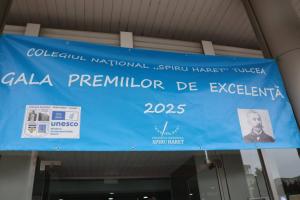 COLEGIUL NAȚIONAL „SPIRU HARET” TULCEA
GALA PREMIILOR DE EXCELENȚĂ
2025
unesco
SPIRU HARET